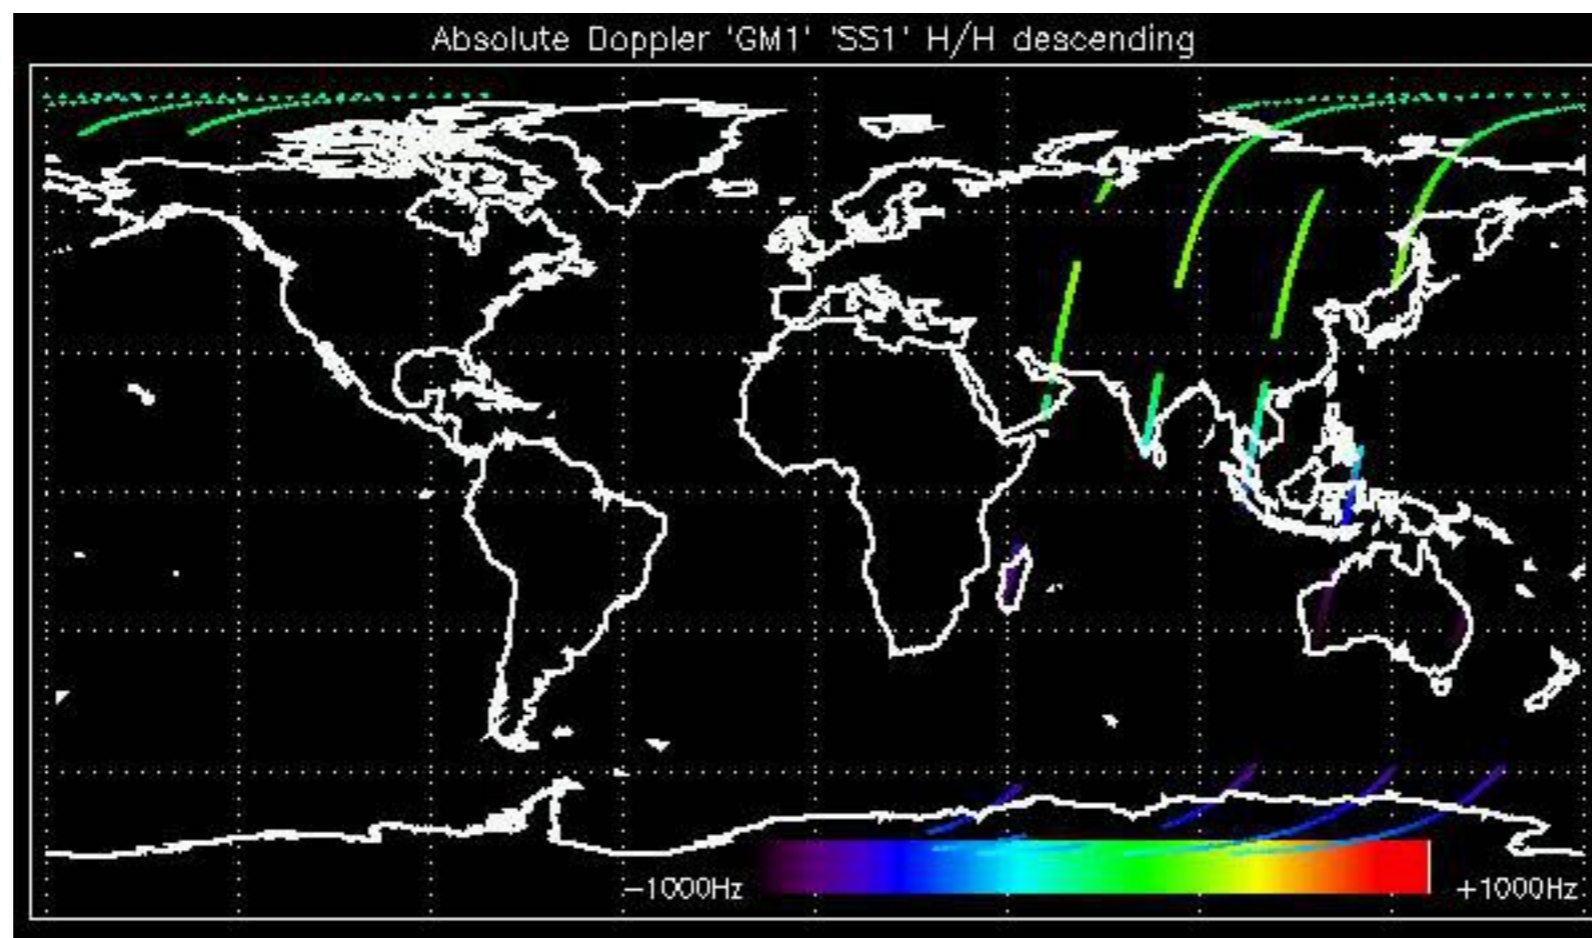 Absolute Doppler 'GM1' 'SS1' H/H descending
−1000Hz
+1000Hz